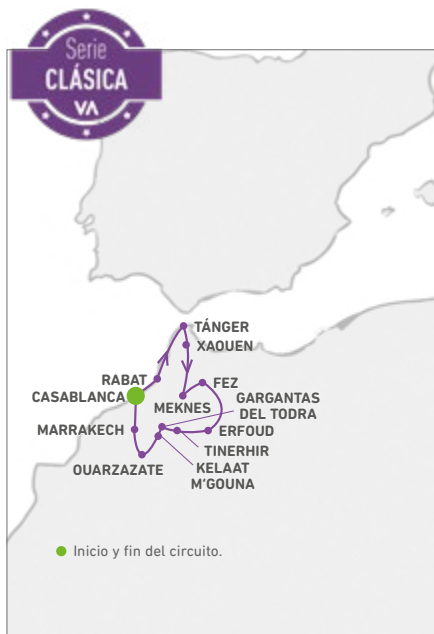 Serie
CLÁSICA
VA
TÁNGER
XAOUEN
RABAT
FEZ
CASABLANCA
MEKNES
GARGANTAS
DEL TODRA
MARRAKECH
ERFOUD
TINERHIR
OUARZAZATE
KELAAT
M'GOUNA
Inicio y fin del circuito.